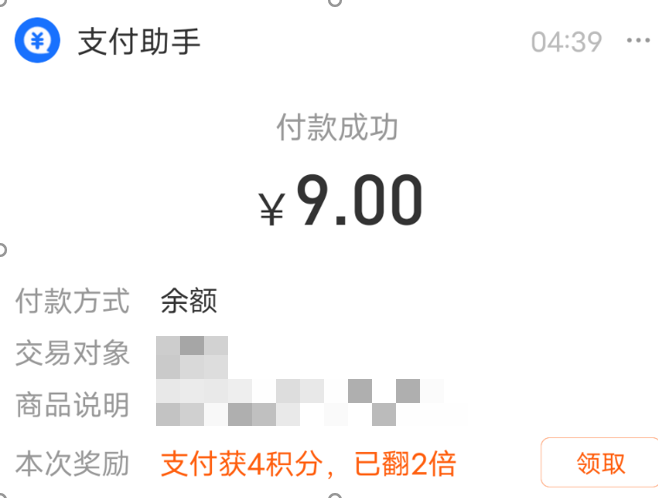 支付助手 04:39
付款成功
¥9.00
付款方式 余额
交易对象
商品说明
本次奖励 支付获4积分，已翻2倍 领取